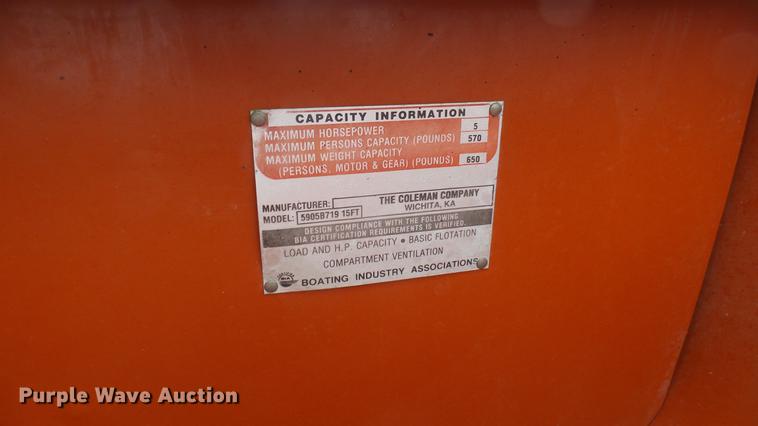 CAPACITY INFORMATION
MAXIMUM HORSEPOWER 5
MAXIMUM PERSONS CAPACITY (POUNDS) 570
MAXIMUM WEIGHT CAPACITY
(PERSONS, MOTOR & GEAR) (POUNDS) 650
MANUFACTURER: THE COLEMAN COMPANY
WICHITA, KA
MODEL: 5905B719 15FT
DESIGN COMPLIANCE WITH THE FOLLOWING
BIA CERTIFICATION REQUIREMENTS IS VERIFIED.
LOAD AND H.P. CAPACITY • BASIC FLOTATION
COMPARTMENT VENTILATION
BOATING INDUSTRY ASSOCIATIONS
Purple Wave Auction®